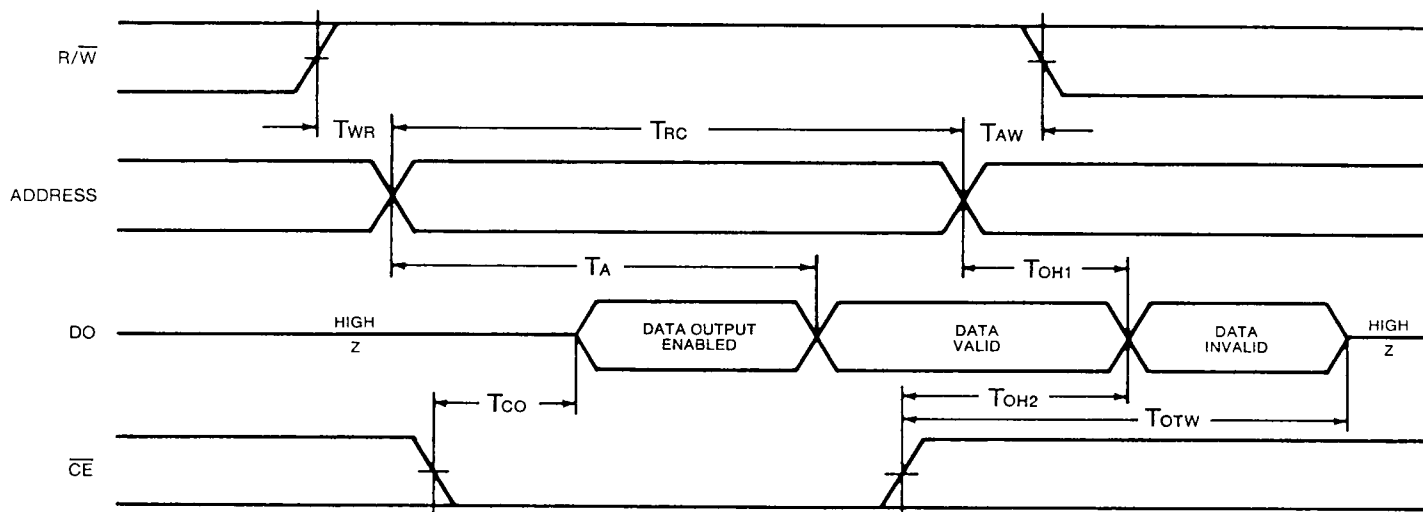 R/W̅
TWR
TRC
TAW
ADDRESS
TA
TOH1
DO
HIGH
Z
DATA OUTPUT
ENABLED
DATA
VALID
DATA
INVALID
HIGH
Z
TCO
TOH2
TOTW
C̅E̅